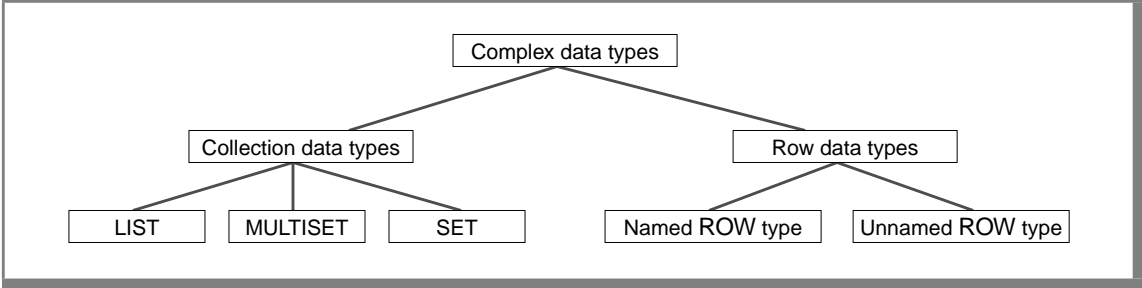 Complex data types
Collection data types
Row data types
LIST
MULTISET
SET
Named ROW type
Unnamed ROW type